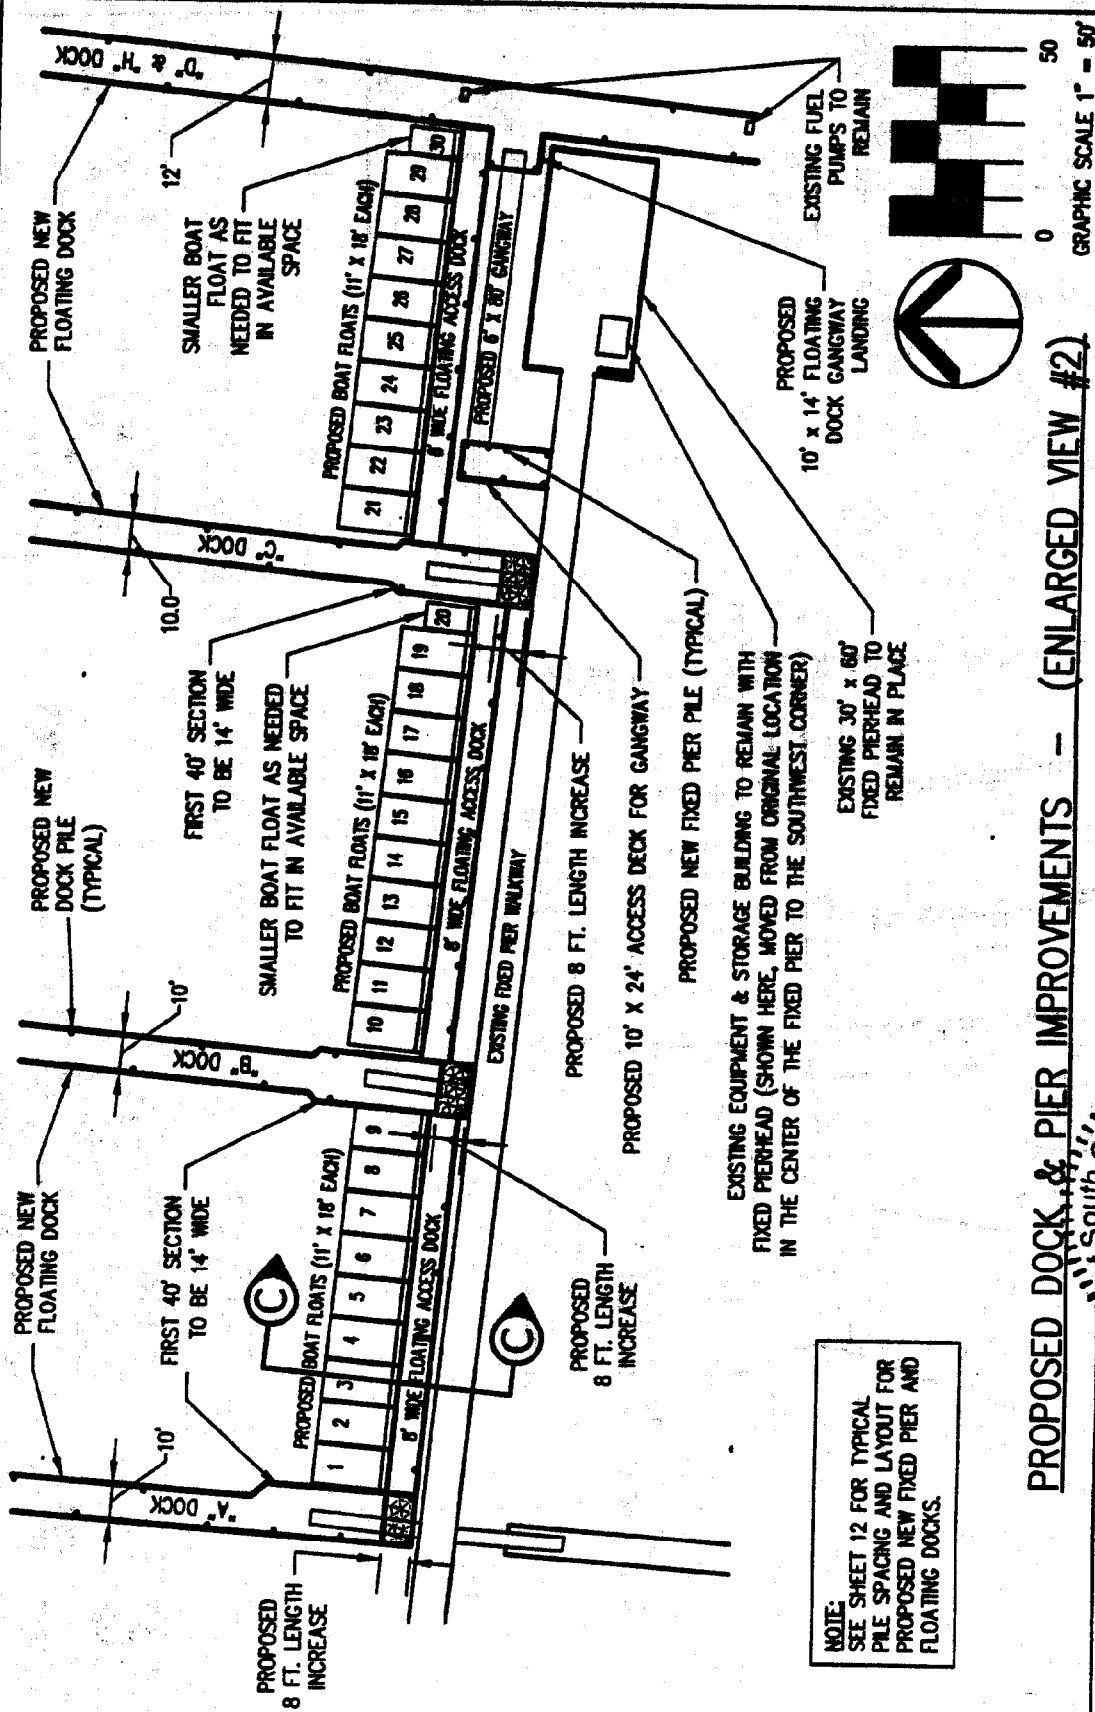 PROPOSED NEW
FLOATING DOCK
PROPOSED NEW
DOCK PILE
(TYPICAL)
PROPOSED NEW
FLOATING DOCK
10'
"A" DOCK
FIRST 40' SECTION
TO BE 14' WIDE
10'
"B" DOCK
FIRST 40' SECTION
TO BE 14' WIDE
SMALLER BOAT FLOAT AS NEEDED
TO FIT IN AVAILABLE SPACE
10.0
"C" DOCK
12'
"D" & "H" DOCK
SMALLER BOAT
FLOAT AS
NEEDED TO FIT
IN AVAILABLE
SPACE
PROPOSED
8 FT. LENGTH
INCREASE
PROPOSED BOAT FLOATS (11' X 18' EACH)
1 2 3 4 5 6 7 8 9
8' WIDE FLOATING ACCESS DOCK
PROPOSED BOAT FLOATS (11' X 18' EACH)
10 11 12 13 14 15 16 17 18 19 20
8' WIDE FLOATING ACCESS DOCK
PROPOSED BOAT FLOATS (11' X 18' EACH)
21 22 23 24 25 26 27 28 29 30
8' WIDE FLOATING ACCESS DOCK
PROPOSED 6' X 80' GANGWAY
EXISTING FIXED PIER WALKWAY
C
C
PROPOSED
8 FT. LENGTH
INCREASE
PROPOSED 8 FT. LENGTH INCREASE
PROPOSED 10' X 24' ACCESS DECK FOR GANGWAY
PROPOSED NEW FIXED PIER PILE (TYPICAL)
EXISTING EQUIPMENT & STORAGE BUILDING TO REMAIN WITH
FIXED PIERHEAD (SHOWN HERE, MOVED FROM ORIGINAL LOCATION
IN THE CENTER OF THE FIXED PIER TO THE SOUTHWEST CORNER)
EXISTING 30' x 60'
FIXED PIERHEAD TO
REMAIN IN PLACE
PROPOSED
10' x 14' FLOATING
DOCK GANGWAY
LANDING
EXISTING FUEL
PUMPS TO
REMAIN
NOTE:
SEE SHEET 12 FOR TYPICAL
PILE SPACING AND LAYOUT FOR
PROPOSED NEW FIXED PIER AND
FLOATING DOCKS.
0 50
GRAPHIC SCALE 1" = 50'
PROPOSED DOCK & PIER IMPROVEMENTS - (ENLARGED VIEW #2)
South